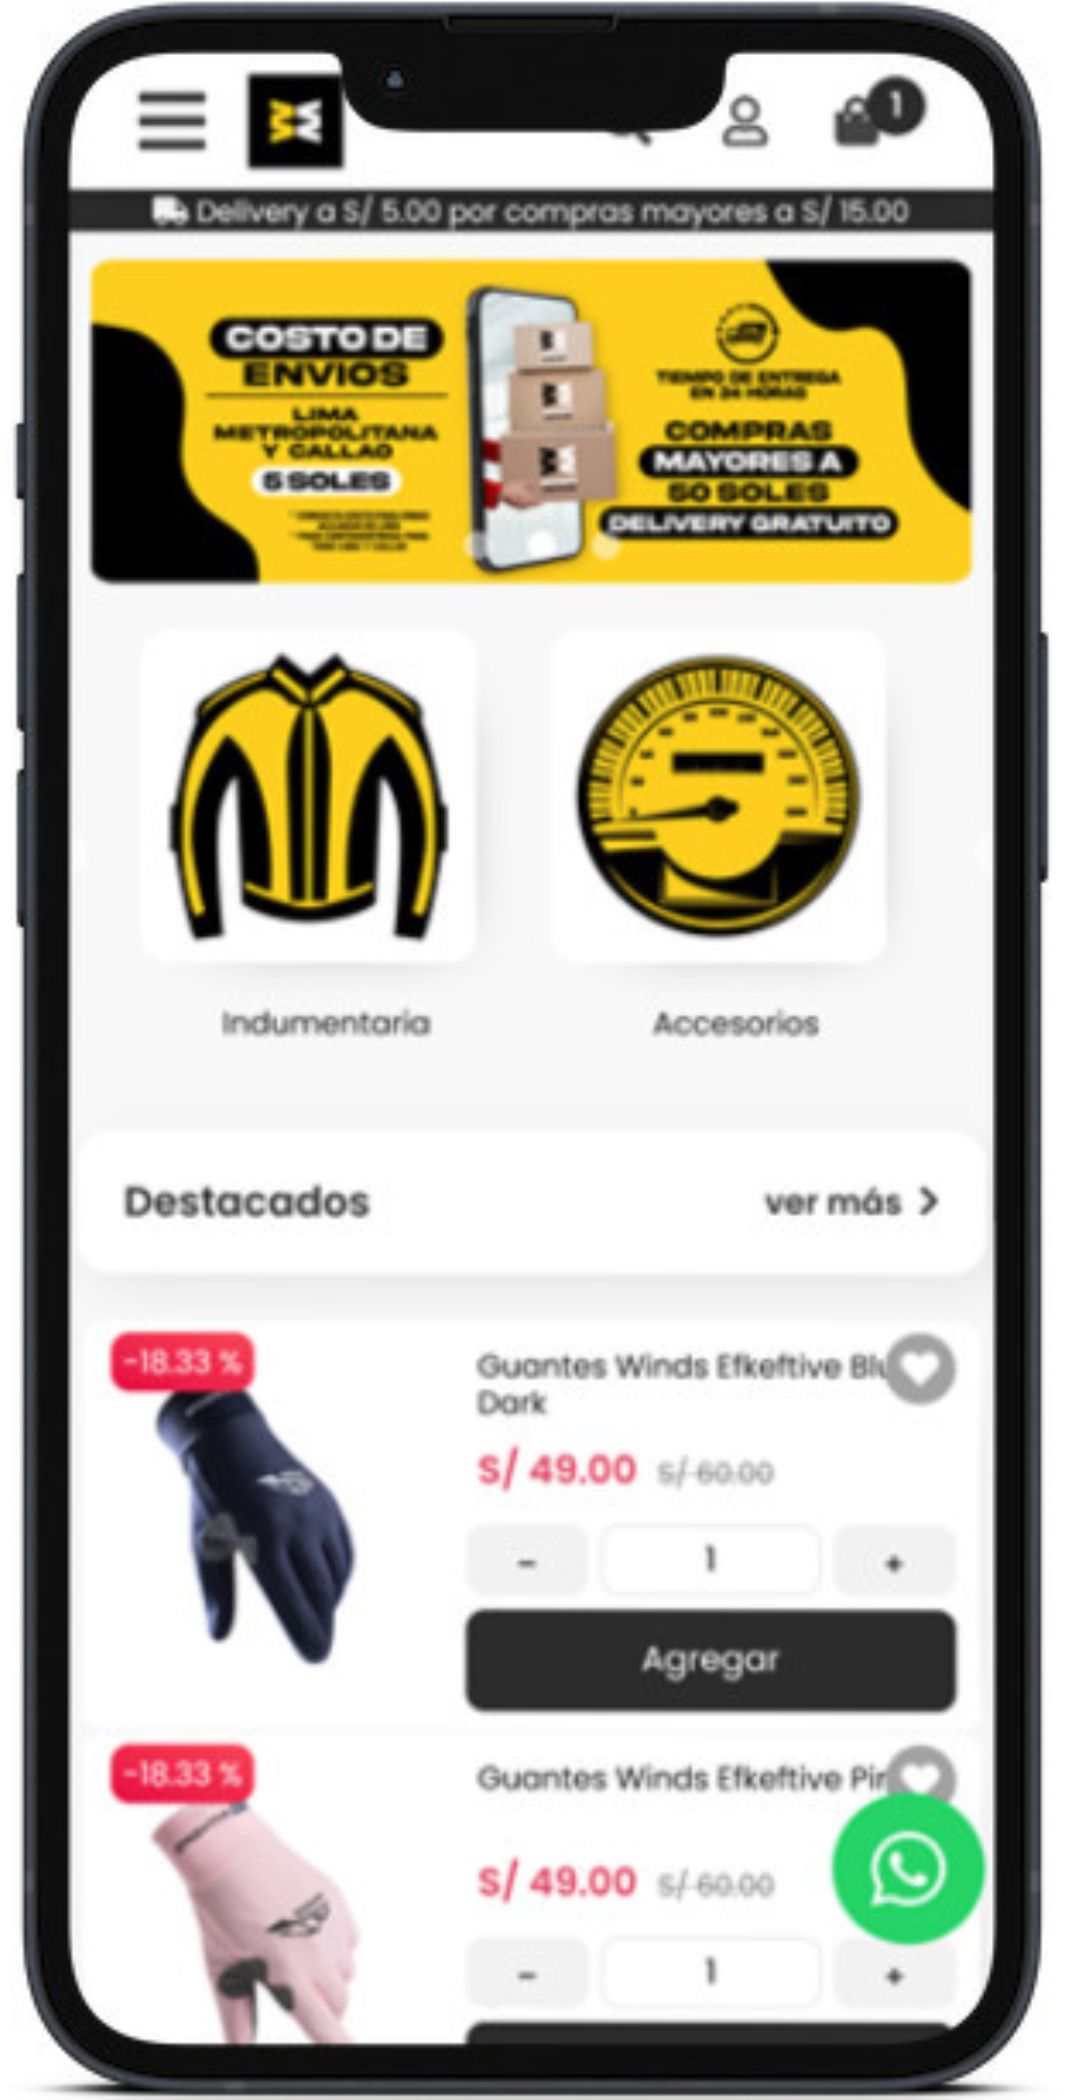 1
Delivery a S/ 5.00 por compras mayores a S/ 15.00
COSTO DE
ENVIOS
LIMA
METROPOLITANA
Y CALLAO
5 SOLES
TIEMPO DE ENTREGA
EN 24 HORAS
COMPRAS
MAYORES A
50 SOLES
DELIVERY GRATUITO
Indumentaria
Accesorios
Destacados
ver más
-18.33 %
Guantes Winds Efkeftive Blu
Dark
S/ 49.00 S/ 60.00
- 1 +
Agregar
-18.33 %
Guantes Winds Efkeftive Pin
S/ 49.00 S/ 60.00
- 1 +